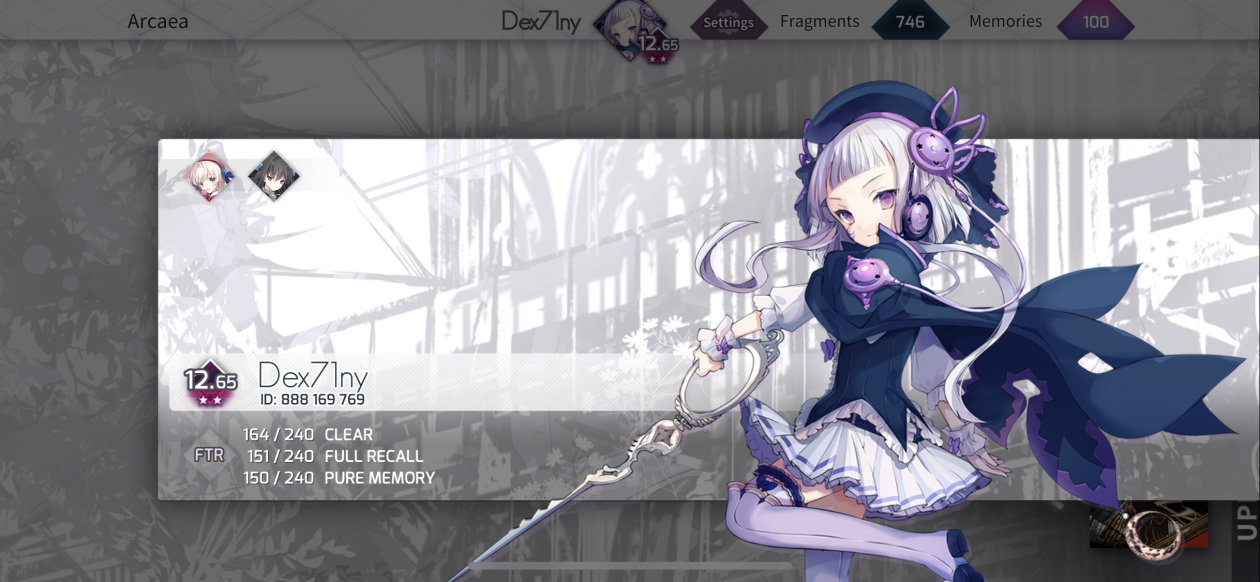 Arcaea
Dex71ny
12.65
Settings
Fragments
746
Memories
100
12.65
Dex71ny
ID: 888 169 769
FTR
164 / 240 CLEAR
151 / 240 FULL RECALL
150 / 240 PURE MEMORY
UP